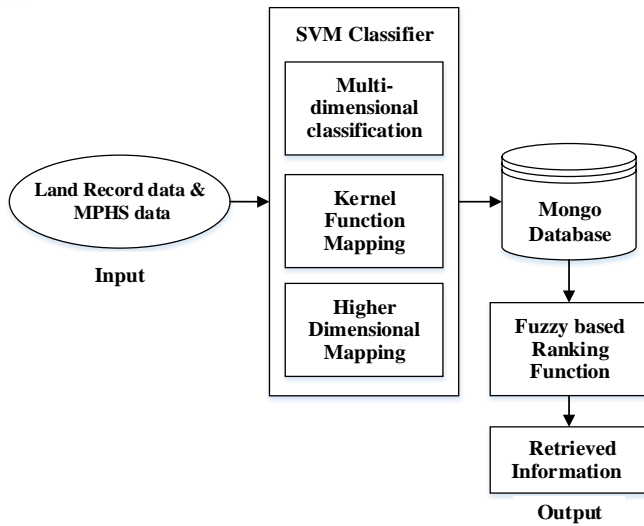 Land Record data &
MPHS data
Input
SVM Classifier
Multi-
dimensional
classification
Kernel
Function
Mapping
Higher
Dimensional
Mapping
Mongo
Database
Fuzzy based
Ranking
Function
Retrieved
Information
Output